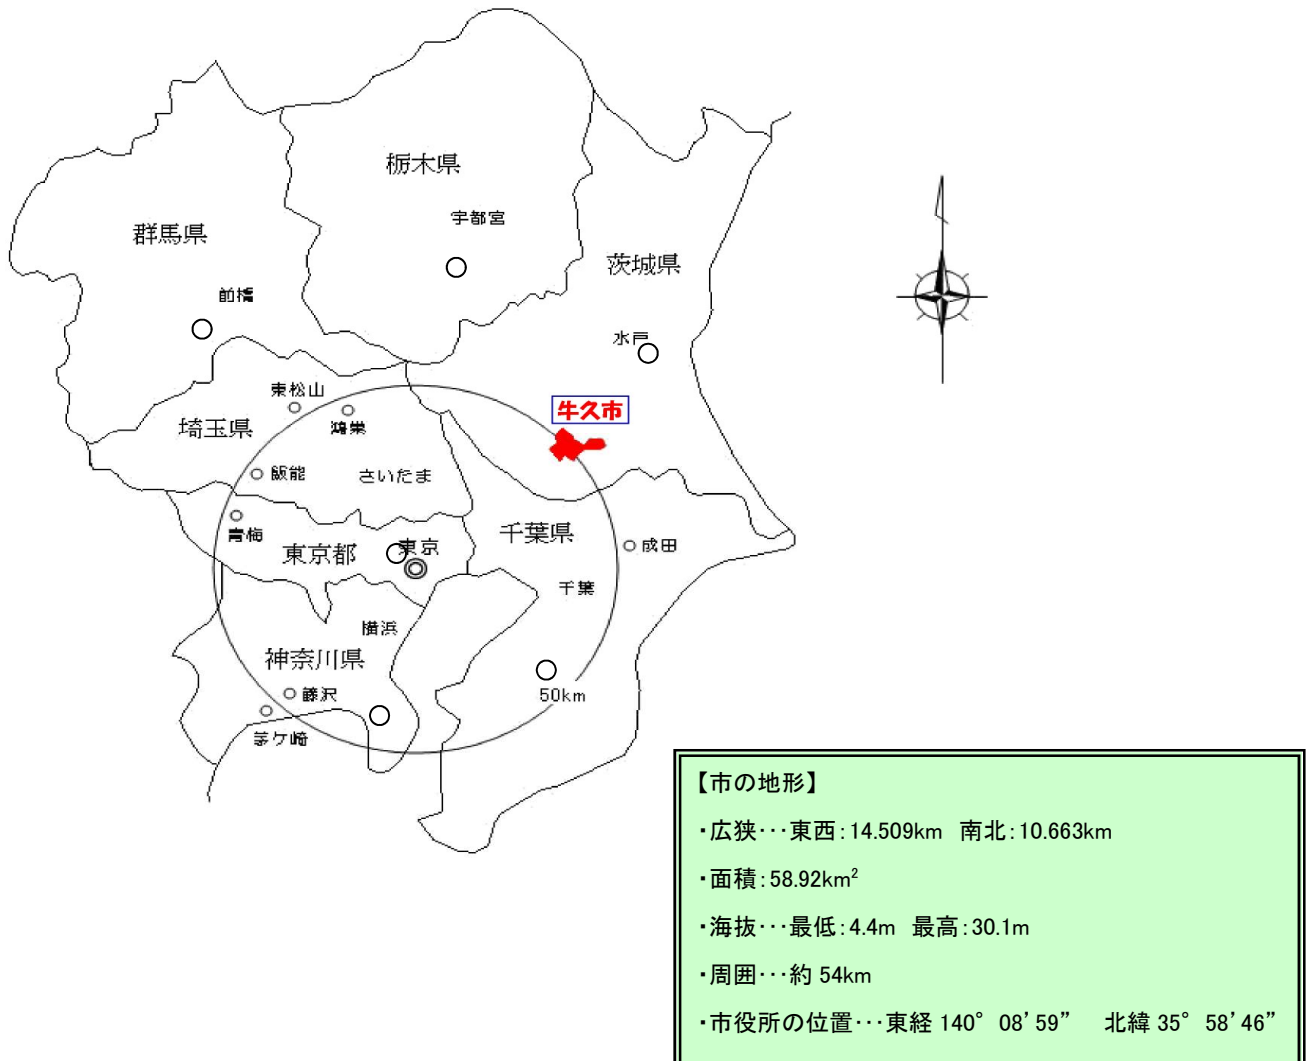 栃木県
宇都宮
群馬県
茨城県
前橋
水戸
東松山
牛久市
鴻巣
埼玉県
飯能
さいたま
青梅
千葉県
東京都
東京
成田
千葉
横浜
神奈川県
藤沢
50km
茅ケ崎
【市の地形】
・広狭･･･東西:14.509km 南北:10.663km
・面積:58.92km²
・海抜･･･最低:4.4m 最高:30.1m
・周囲･･･約 54km
・市役所の位置･･･東経 140° 08’59” 北緯 35° 58’46”